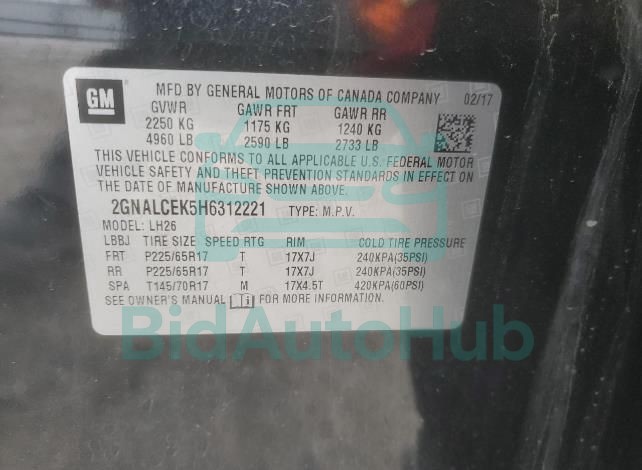 GM
MFD BY GENERAL MOTORS OF CANADA COMPANY 02/17
GVWR GAWR FRT GAWR RR
2250 KG 1175 KG 1240 KG
4960 LB 2590 LB 2733 LB
THIS VEHICLE CONFORMS TO ALL APPLICABLE U.S. FEDERAL MOTOR
VEHICLE SAFETY AND THEFT PREVENTION STANDARDS IN EFFECT ON
THE DATE OF MANUFACTURE SHOWN ABOVE.
2GNALCEK5H6312221 TYPE: M.P.V.
MODEL: LH26
LBBJ TIRE SIZE SPEED RTG RIM COLD TIRE PRESSURE
FRT P225/65R17 T 17X7J 240KPA(35PSI)
RR P225/65R17 T 17X7J 240KPA(35PSI)
SPA T145/70R17 M 17X4.5T 420KPA(60PSI)
SEE OWNER'S MANUAL FOR MORE INFORMATION.
BidAutoHub